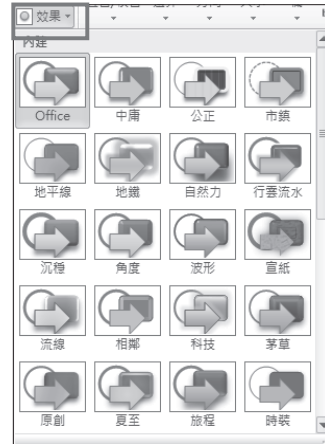 效果
內建
Office 中庸 公正 市鎮
地平線 地鐵 自然力 行雲流水
沉穩 角度 波形 宣紙
流線 相鄰 科技 茅草
原創 夏至 旅程 時裝